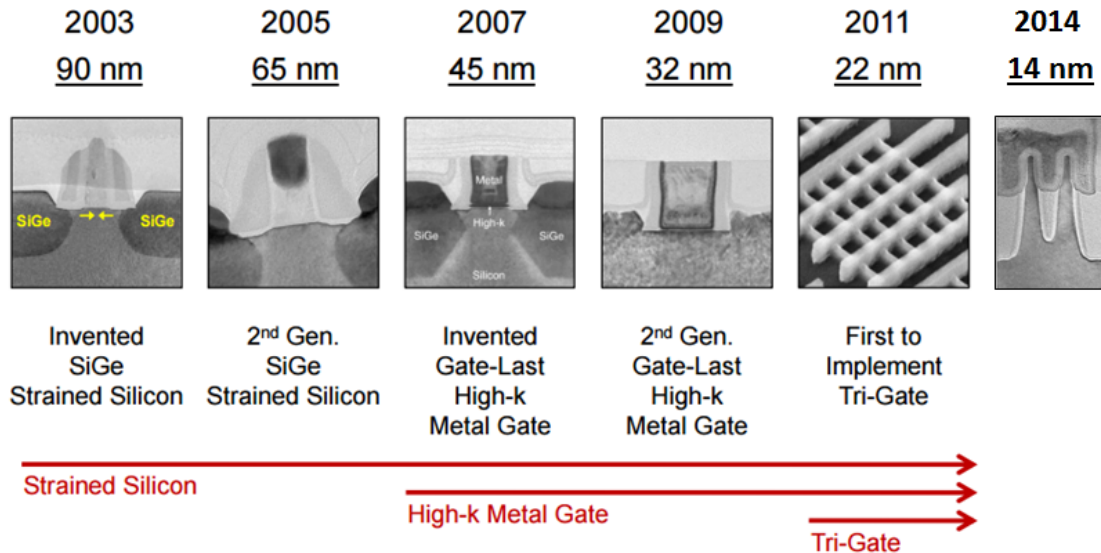 2003
2005
2007
2009
2011
2014
90 nm
65 nm
45 nm
32 nm
22 nm
14 nm
SiGe
SiGe
Metal
High-k
SiGe
SiGe
Silicon
Invented
SiGe
Strained Silicon
2nd Gen.
SiGe
Strained Silicon
Invented
Gate-Last
High-k
Metal Gate
2nd Gen.
Gate-Last
High-k
Metal Gate
First to
Implement
Tri-Gate
Strained Silicon
High-k Metal Gate
Tri-Gate